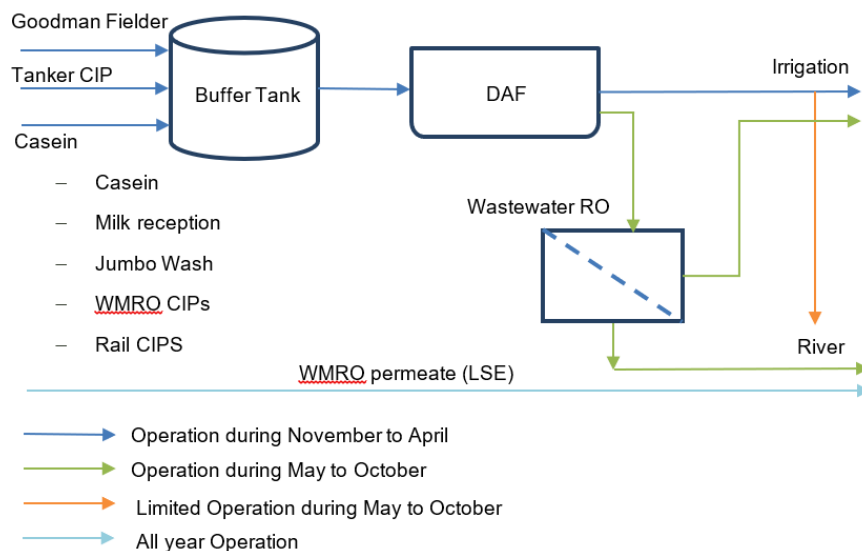 Goodman Fielder
Tanker CIP
Casein
Buffer Tank
DAF
Irrigation
– Casein
– Milk reception
– Jumbo Wash
– WMRO CIPs
– Rail CIPS
Wastewater RO
River
WMRO permeate (LSE)
Operation during November to April
Operation during May to October
Limited Operation during May to October
All year Operation